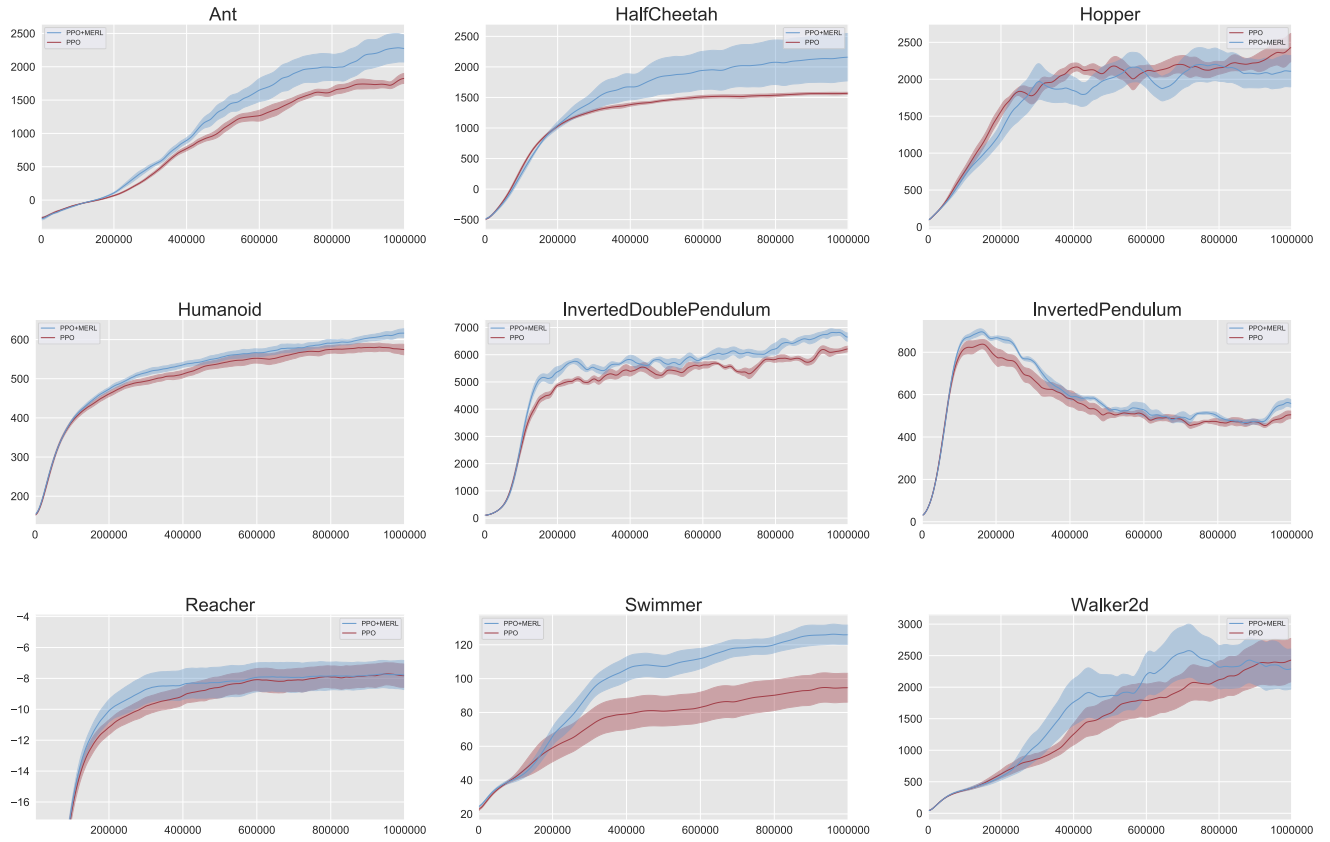 Ant
PPO+MERL
PPO
2500
2000
1500
1000
500
0
0 200000 400000 600000 800000 1000000
HalfCheetah
PPO+MERL
PPO
2500
2000
1500
1000
500
0
−500
0 200000 400000 600000 800000 1000000
Hopper
PPO
PPO+MERL
2500
2000
1500
1000
500
0
0 200000 400000 600000 800000 1000000
Humanoid
PPO+MERL
PPO
600
500
400
300
200
0 200000 400000 600000 800000 1000000
InvertedDoublePendulum
PPO+MERL
PPO
7000
6000
5000
4000
3000
2000
1000
0
0 200000 400000 600000 800000 1000000
InvertedPendulum
PPO+MERL
PPO
800
600
400
200
0
0 200000 400000 600000 800000 1000000
Reacher
PPO+MERL
PPO
−4
−6
−8
−10
−12
−14
−16
200000 400000 600000 800000 1000000
Swimmer
PPO+MERL
PPO
120
100
80
60
40
20
0 200000 400000 600000 800000 1000000
Walker2d
PPO+MERL
PPO
3000
2500
2000
1500
1000
500
0
0 200000 400000 600000 800000 1000000